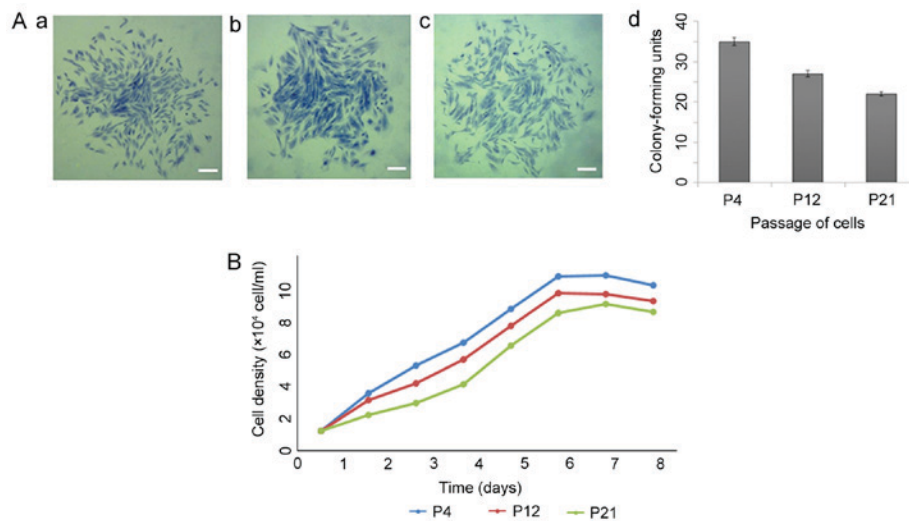 A a b c d
40
30
20
10
0
Colony-forming units
P4 P12 P21
Passage of cells
B
10
8
6
4
2
0
Cell density (×10⁴ cell/ml)
0 1 2 3 4 5 6 7 8
Time (days)
P4 P12 P21